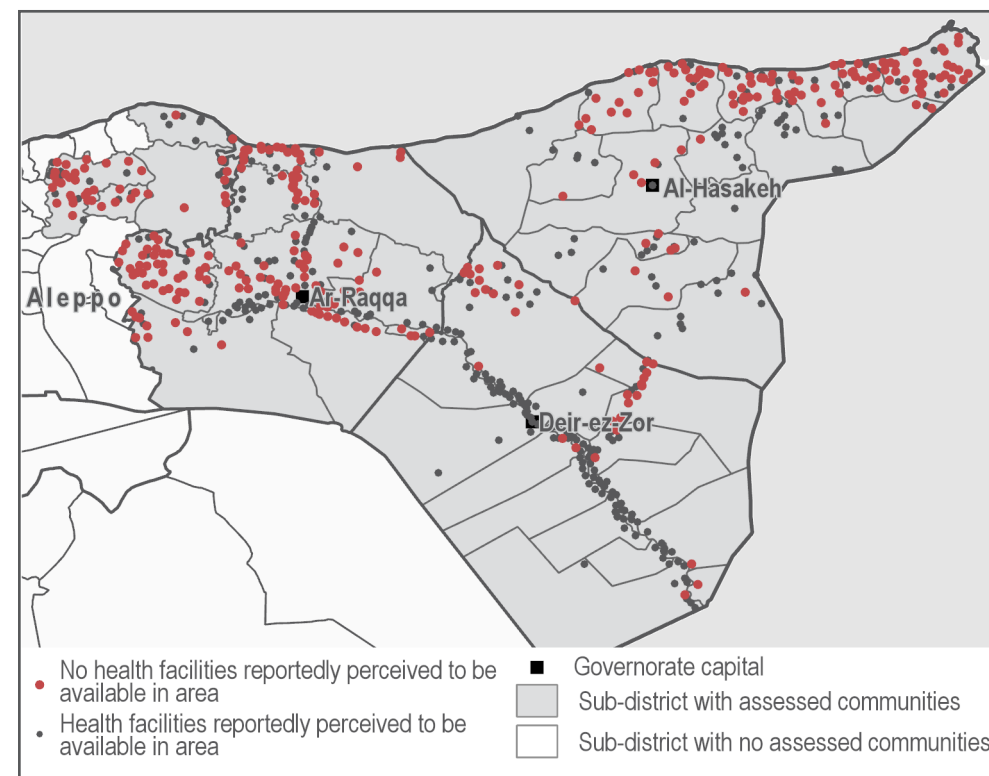 Al-Hasakeh
Aleppo
Ar-Raqqa
Deir-ez-Zor
No health facilities reportedly perceived to be
available in area
Health facilities reportedly perceived to be
available in area
Governorate capital
Sub-district with assessed communities
Sub-district with no assessed communities